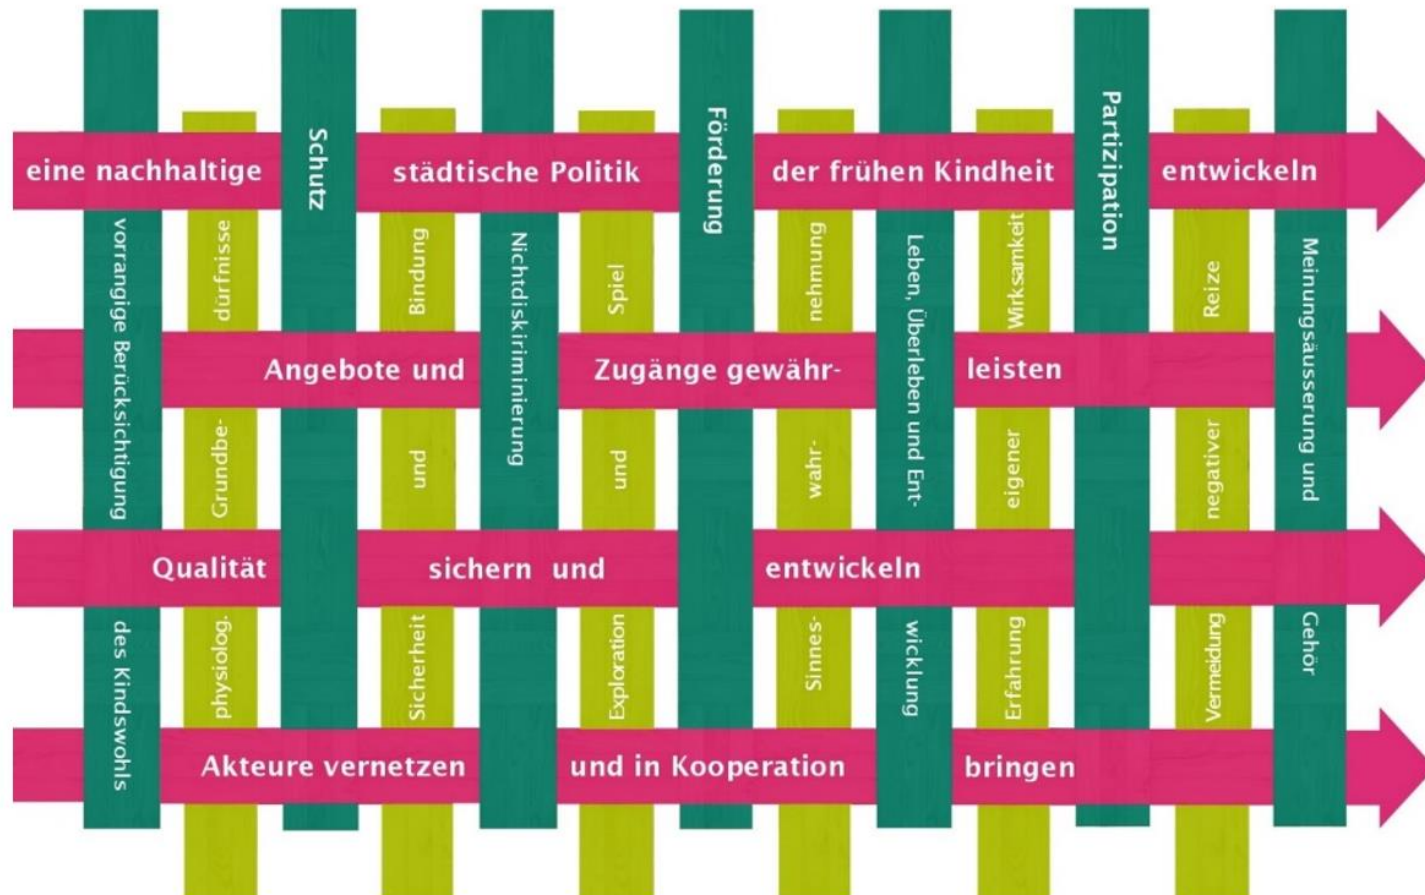 eine nachhaltige städtische Politik der frühen Kindheit entwickeln
Angebote und Zugänge gewähr- leisten
Qualität sichern und entwickeln
Akteure vernetzen und in Kooperation bringen
vorrangige Berücksichtigung des Kindswohls
physiolog. Grundbe- dürfnisse
Schutz
Sicherheit und Bindung
Nichtdiskiriminierung
Exploration und Spiel
Förderung
Sinnes- wahr- nehmung
Leben, Überleben und Ent- wicklung
Erfahrung eigener Wirksamkeit
Partizipation
Vermeidung negativer Reize
Meinungsäusserung und Gehör